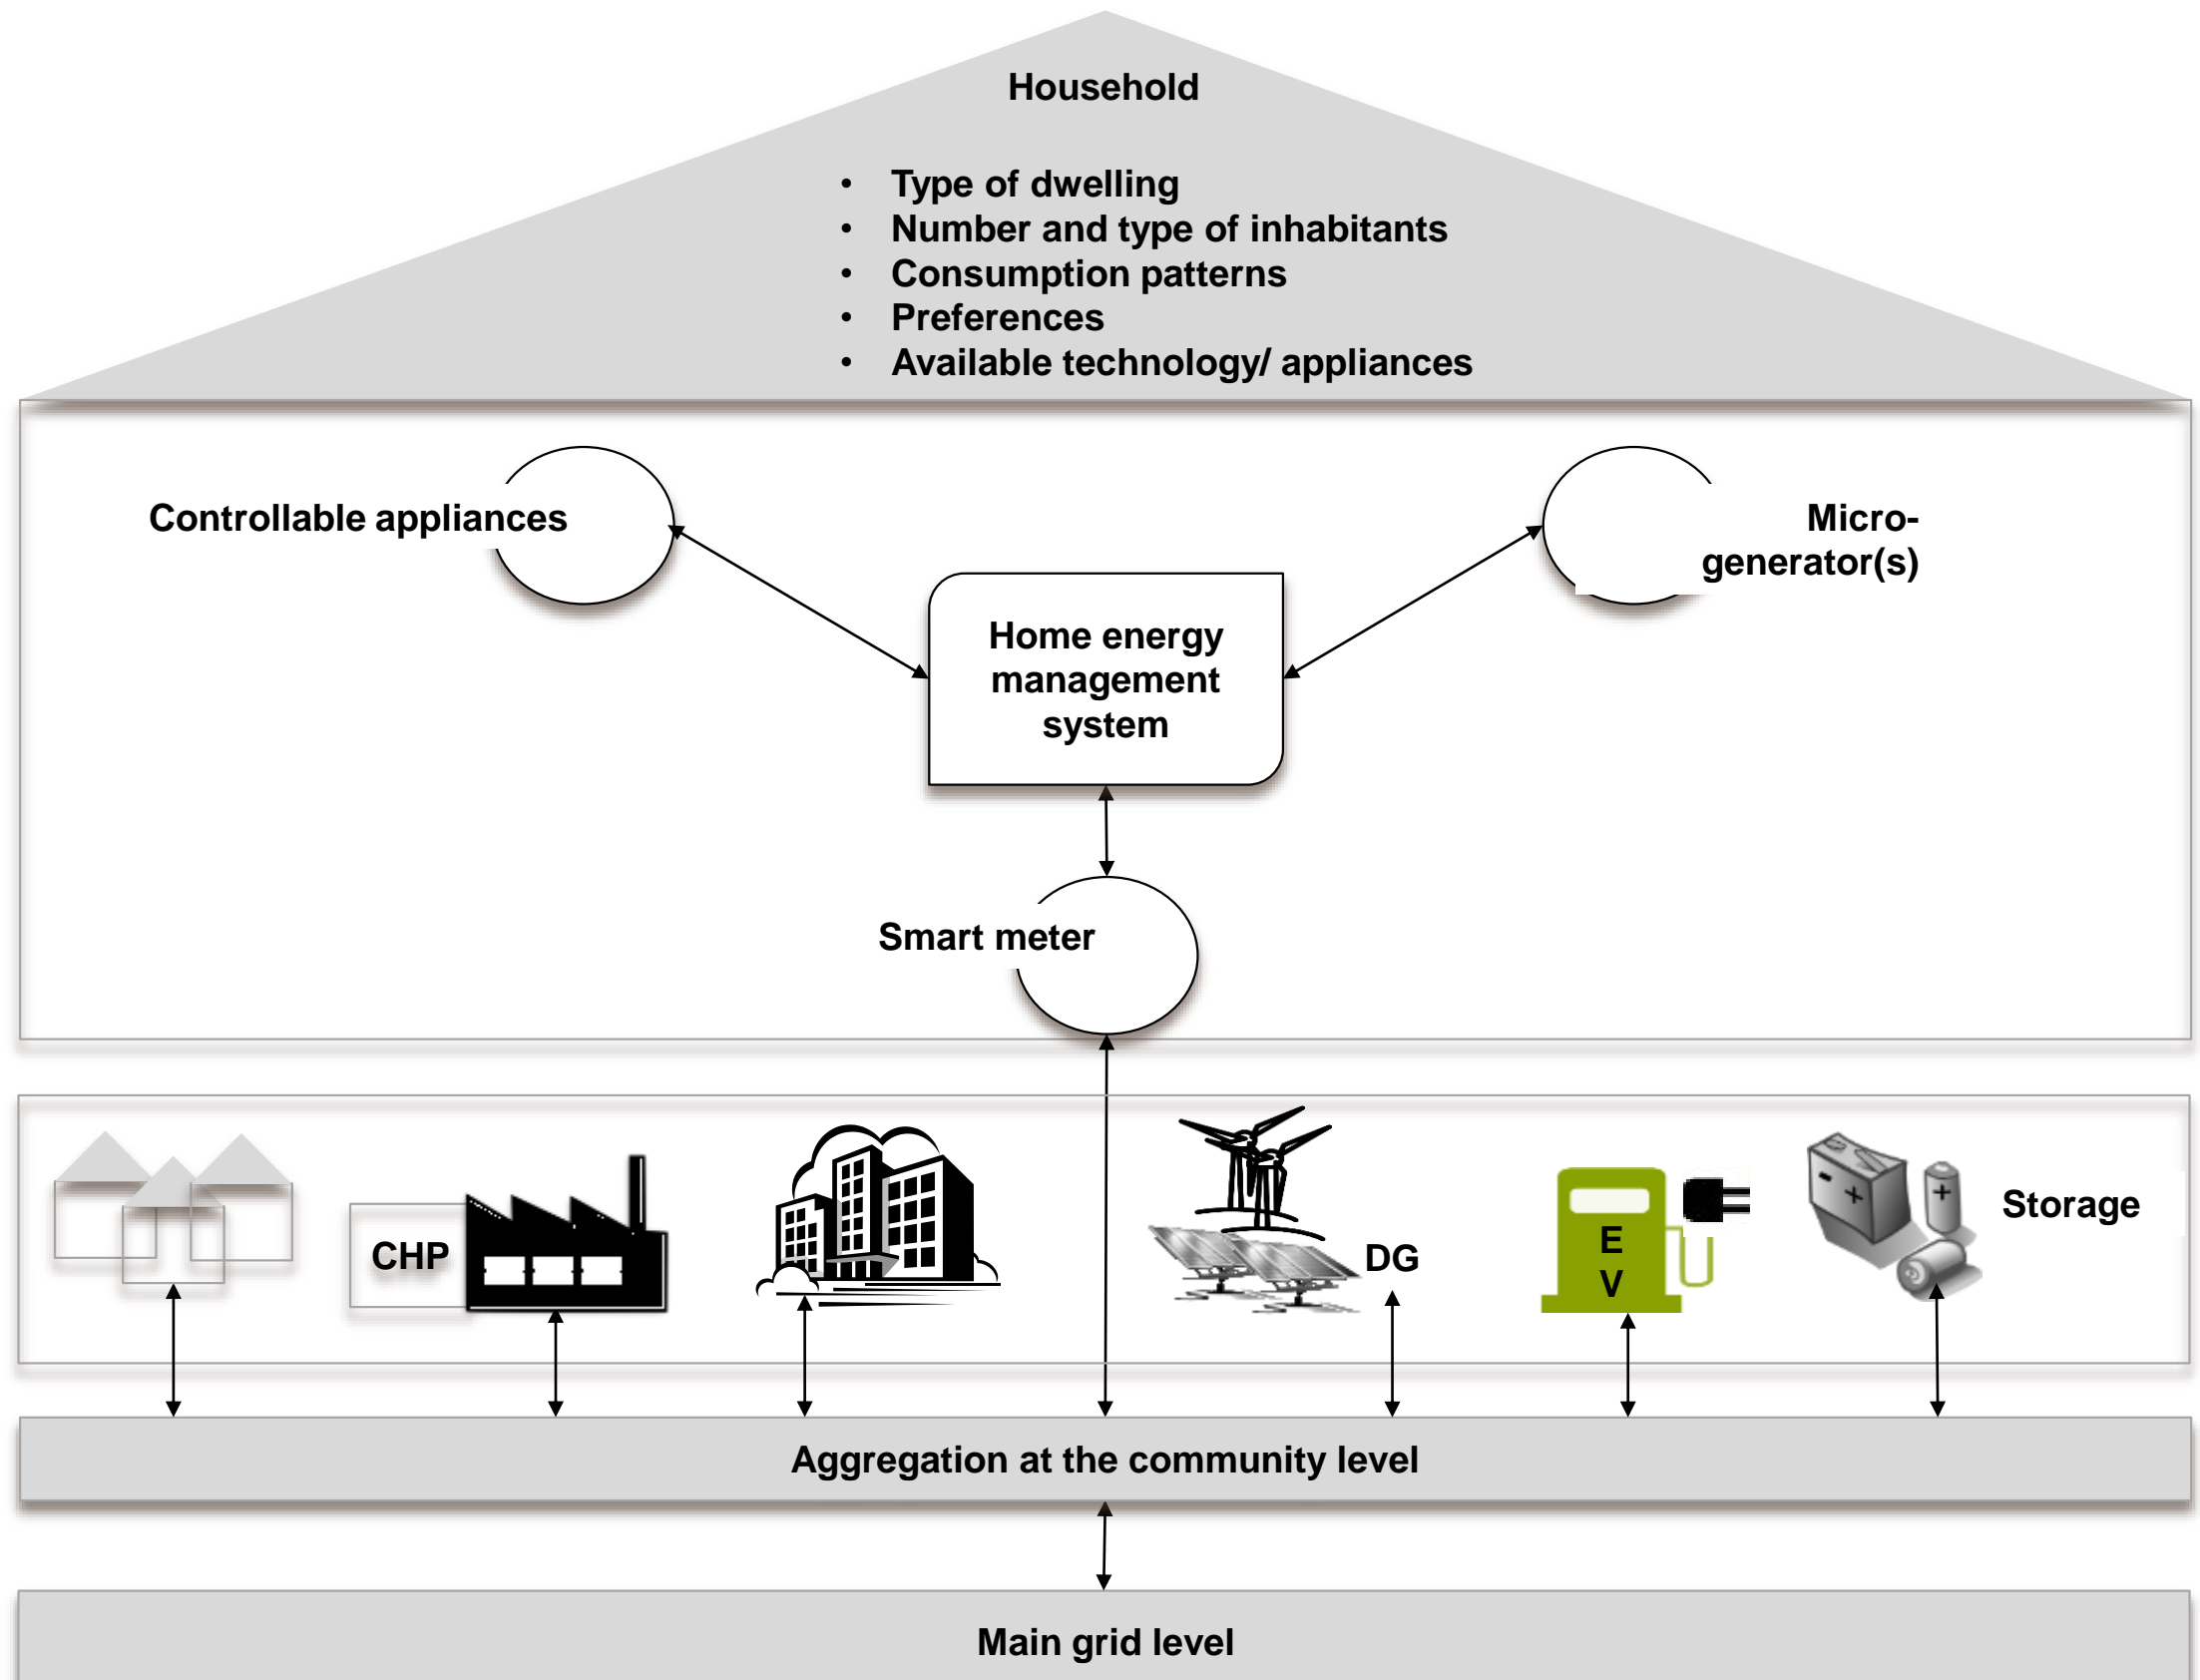 Household
• Type of dwelling
• Number and type of inhabitants
• Consumption patterns
• Preferences
• Available technology/ appliances
Controllable appliances
Micro-
generator(s)
Home energy
management
system
Smart meter
CHP
DG
E
V
Storage
Aggregation at the community level
Main grid level